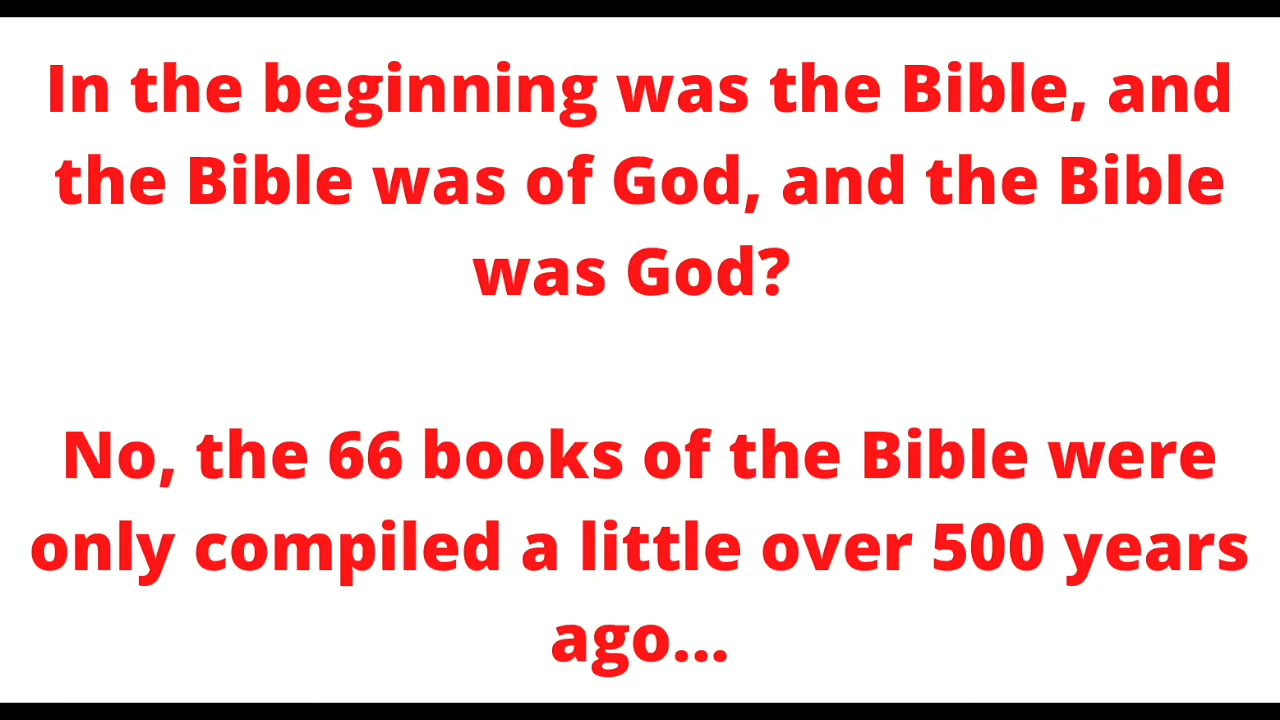 In the beginning was the Bible, and
the Bible was of God, and the Bible
was God?
No, the 66 books of the Bible were
only compiled a little over 500 years
ago...